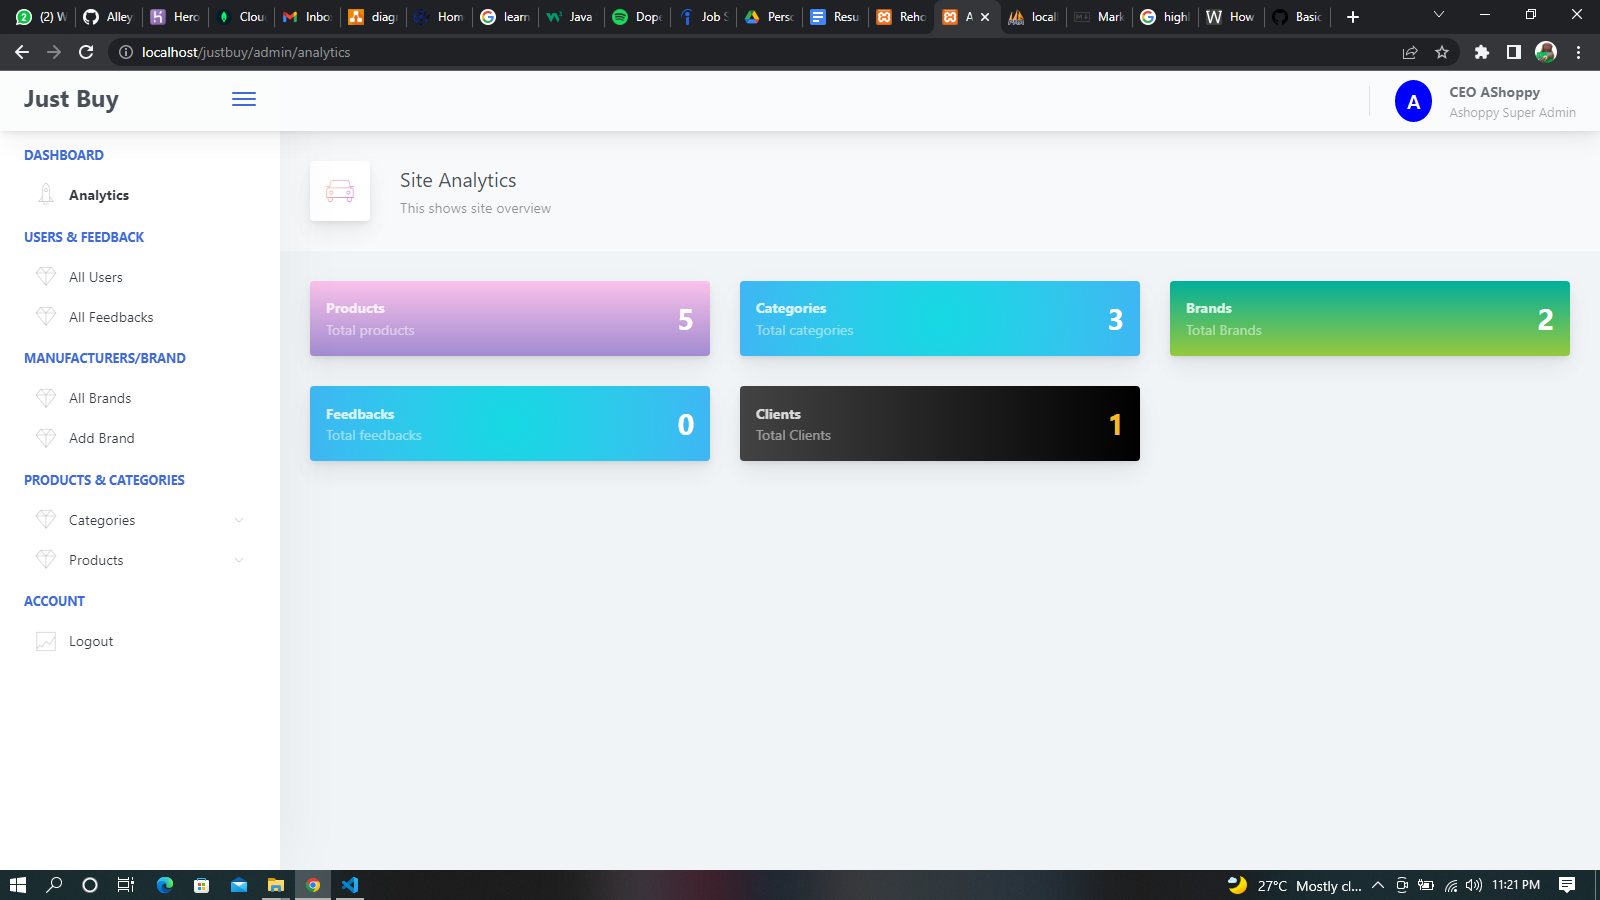 (2) W
Alley
Hero
Clou
Inbo
diag
Hom
learn
Java
Dope
Job S
Perso
Resu
Reho
A
local
Mark
highl
How
Basic
localhost/justbuy/admin/analytics
Just Buy
A
CEO AShoppy
Ashoppy Super Admin
DASHBOARD
Analytics
USERS & FEEDBACK
All Users
All Feedbacks
MANUFACTURERS/BRAND
All Brands
Add Brand
PRODUCTS & CATEGORIES
Categories
Products
ACCOUNT
Logout
Site Analytics
This shows site overview
Products
Total products
5
Categories
Total categories
3
Brands
Total Brands
2
Feedbacks
Total feedbacks
0
Clients
Total Clients
1
27°C Mostly cl...
11:21 PM